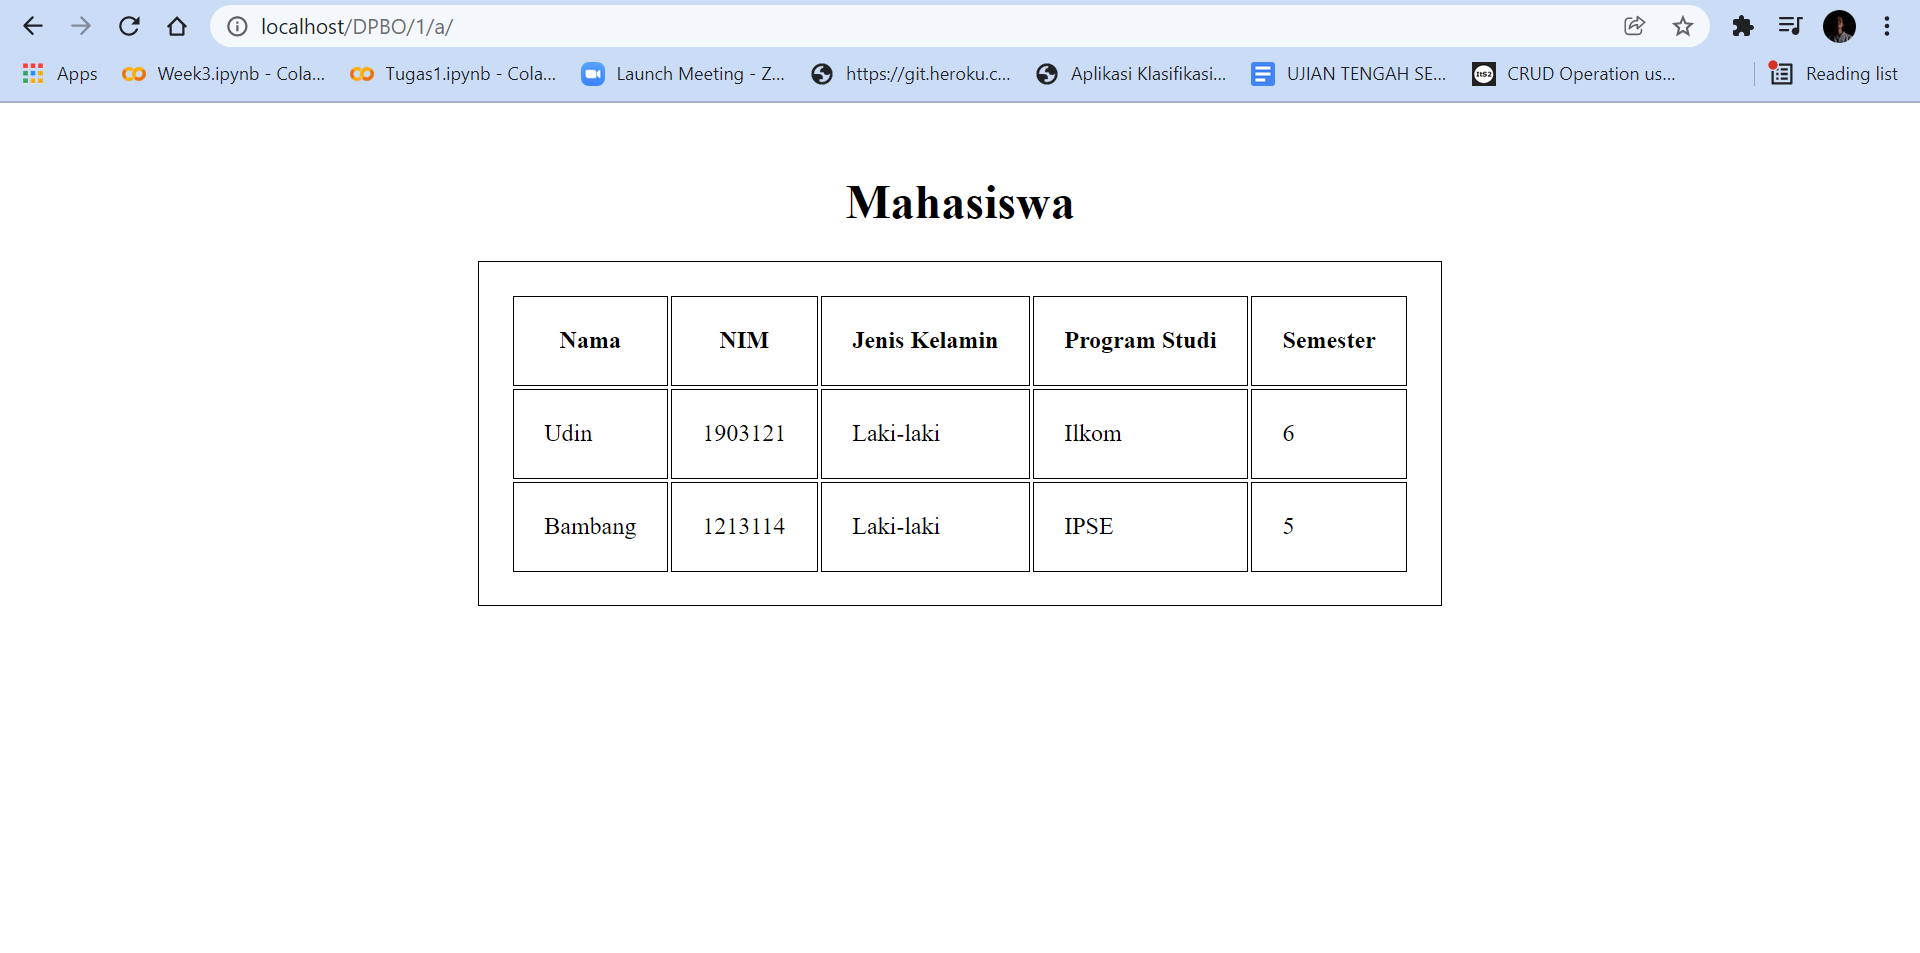 localhost/DPBO/1/a/
Apps Week3.ipynb - Cola... Tugas1.ipynb - Cola... Launch Meeting - Z... https://git.heroku.c... Aplikasi Klasifikasi... UJIAN TENGAH SE... ItS2 CRUD Operation us... Reading list
Mahasiswa
Nama NIM Jenis Kelamin Program Studi Semester
Udin 1903121 Laki-laki Ilkom 6
Bambang 1213114 Laki-laki IPSE 5